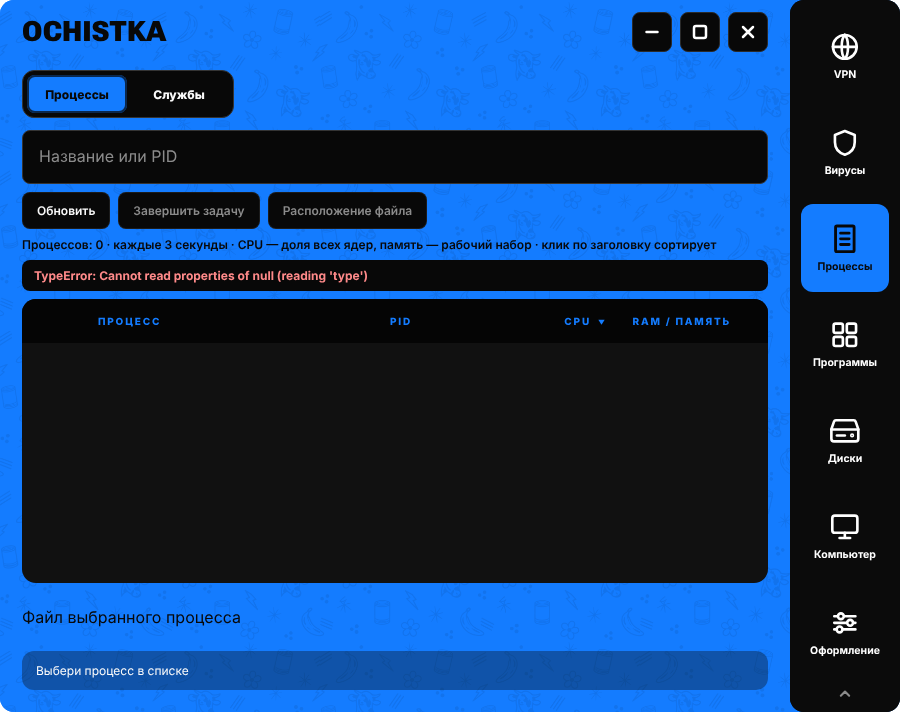 OCHISTKA
Процессы Службы
Название или PID
Обновить Завершить задачу Расположение файла
Процессов: 0 · каждые 3 секунды · CPU — доля всех ядер, память — рабочий набор · клик по заголовку сортирует
TypeError: Cannot read properties of null (reading 'type')
ПРОЦЕСС PID CPU ▼ RAM / ПАМЯТЬ
Файл выбранного процесса
Выбери процесс в списке
VPN
Вирусы
Процессы
Программы
Диски
Компьютер
Оформление